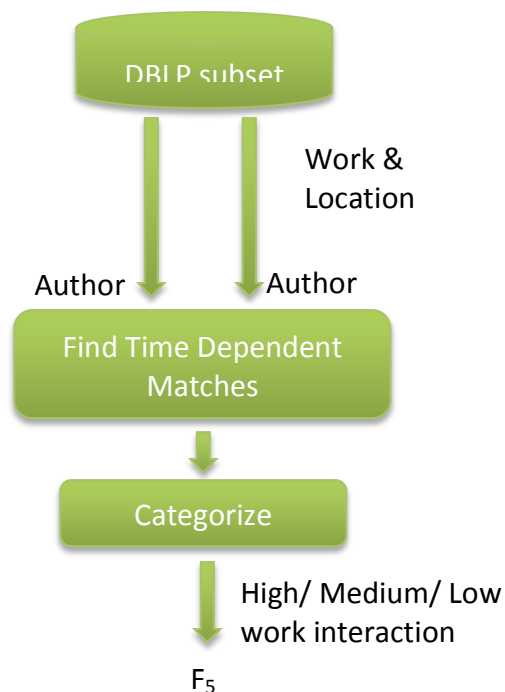 DBLP subset
Work &
Location
Author
Author
Find Time Dependent
Matches
Categorize
High/ Medium/ Low
work interaction
F₅